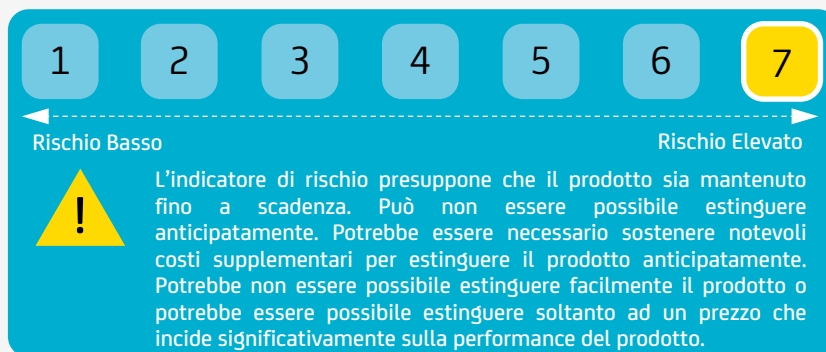 1 2 3 4 5 6 7
Rischio Basso Rischio Elevato
!
L'indicatore di rischio presuppone che il prodotto sia mantenuto
fino a scadenza. Può non essere possibile estinguere
anticipatamente. Potrebbe essere necessario sostenere notevoli
costi supplementari per estinguere il prodotto anticipatamente.
Potrebbe non essere possibile estinguere facilmente il prodotto o
potrebbe essere possibile estinguere soltanto ad un prezzo che
incide significativamente sulla performance del prodotto.